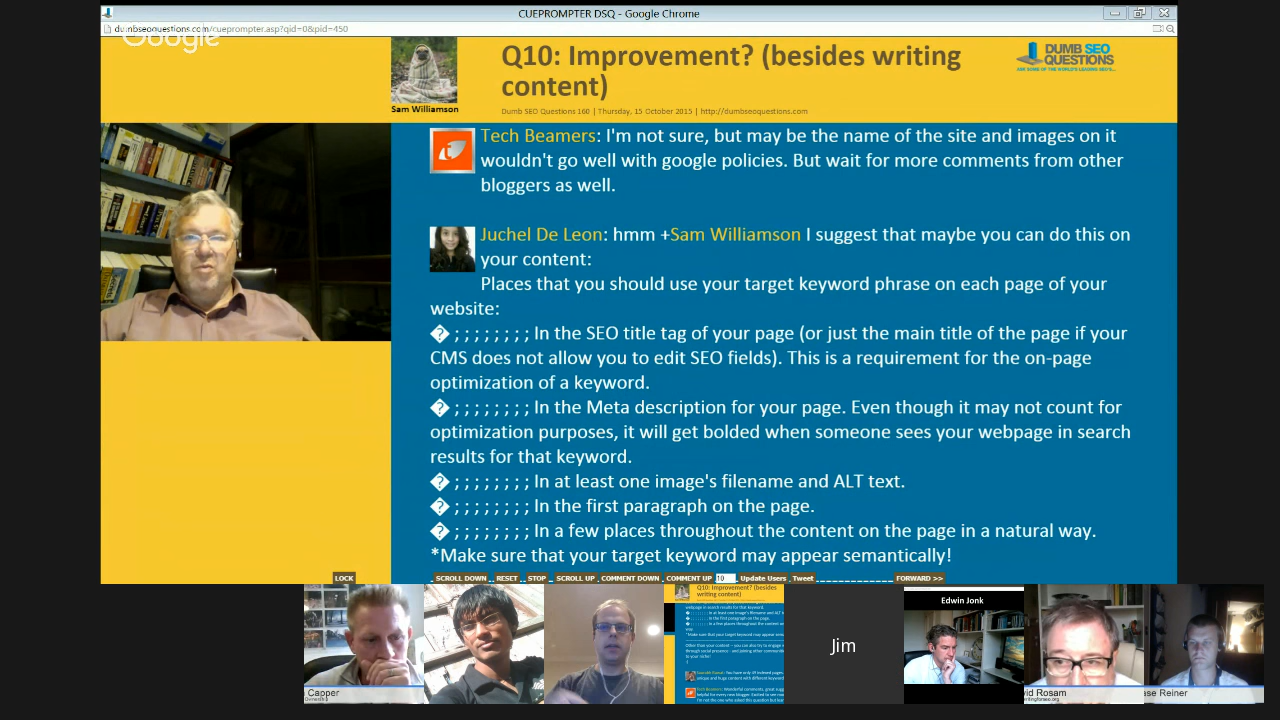 CUEPROMPTER DSQ - Google Chrome
dumbseoquestions.com/cueprompter.asp?qid=0&pid=450
Google
Q10: Improvement? (besides writing
content)
DUMB SEO
QUESTIONS
Sam Williamson
Dumb SEO Questions 160 | Thursday, 15 October 2015 | http://dumbseoquestions.com
Tech Beamers: I'm not sure, but may be the name of the site and images on it
wouldn't go well with google policies. But wait for more comments from other
bloggers as well.
Juchel De Leon: hmm +Sam Williamson I suggest that maybe you can do this on
your content:
Places that you should use your target keyword phrase on each page of your
website:
� ; ; ; ; ; ; ; ; In the SEO title tag of your page (or just the main title of the page if your
CMS does not allow you to edit SEO fields). This is a requirement for the on-page
optimization of a keyword.
� ; ; ; ; ; ; ; ; In the Meta description for your page. Even though it may not count for
optimization purposes, it will get bolded when someone sees your webpage in search
results for that keyword.
� ; ; ; ; ; ; ; ; In at least one image's filename and ALT text.
� ; ; ; ; ; ; ; ; In the first paragraph on the page.
� ; ; ; ; ; ; ; ; In a few places throughout the content on the page in a natural way.
*Make sure that your target keyword may appear semantically!
LOCK
SCROLL DOWN RESET STOP SCROLL UP COMMENT DOWN COMMENT UP 10 Update Users Tweet FORWARD >>
Q10: Improvement? (besides
writing content)
Jim
Edwin Jonk
Capper
vid Rosam
ase Reiner